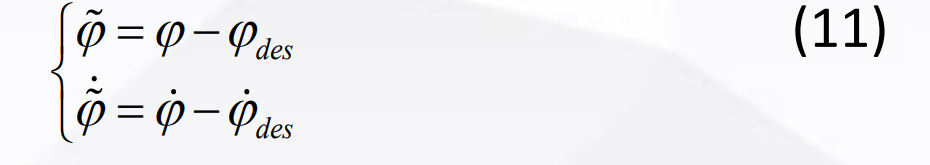 φ̃ = φ − φ_des (11)
φ̃̇ = φ̇ − φ̇_des